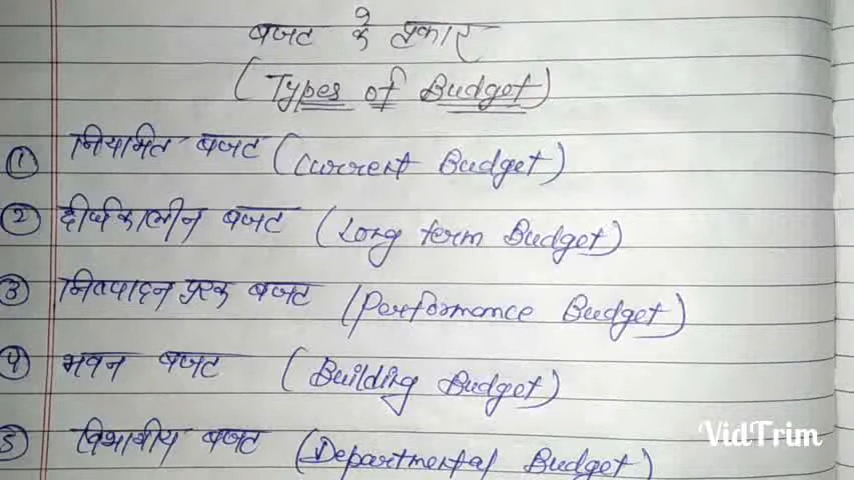 बजट के प्रकार
(Types of Budget)
① नियमित बजट (Current Budget)
② दीर्घकालीन बजट (Long term Budget)
③ निष्पादन पूरक बजट (Performance Budget)
④ भवन बजट (Building Budget)
5 विभागीय बजट (Departmental Budget)
VidTrim